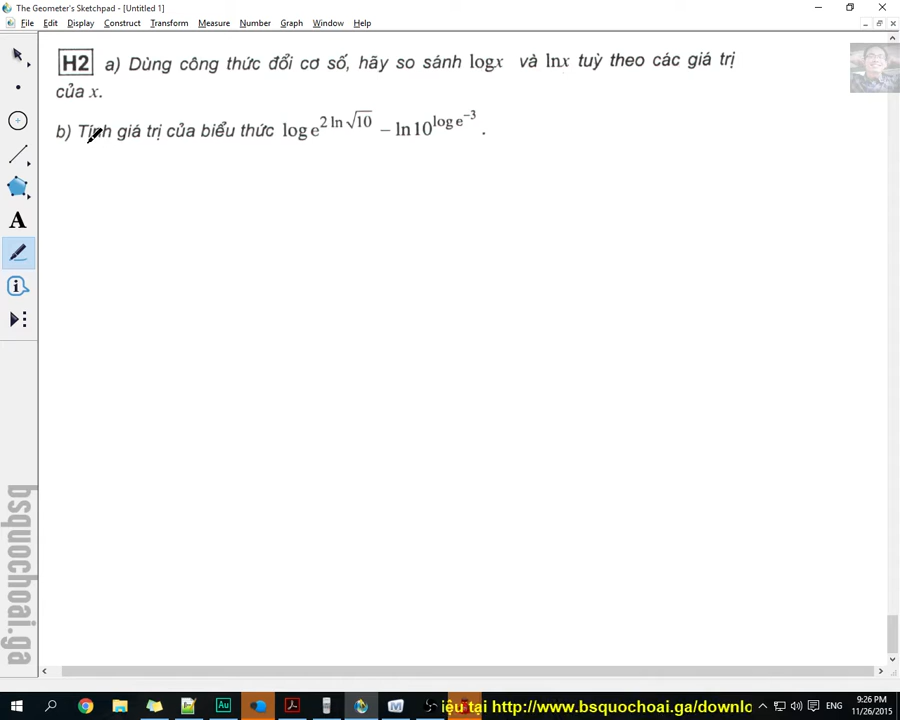 The Geometer's Sketchpad - [Untitled 1]
File Edit Display Construct Transform Measure Number Graph Window Help
H2 a) Dùng công thức đổi cơ số, hãy so sánh logx và lnx tuỳ theo các giá trị
của x.
b) Tính giá trị của biểu thức log e^{2 ln √10} – ln 10^{log e^{-3}} .
A
bsquochoai.ga
Au
M
iệu tại http://www.bsquochoai.ga/downlo
ENG
9:26 PM
11/26/2015